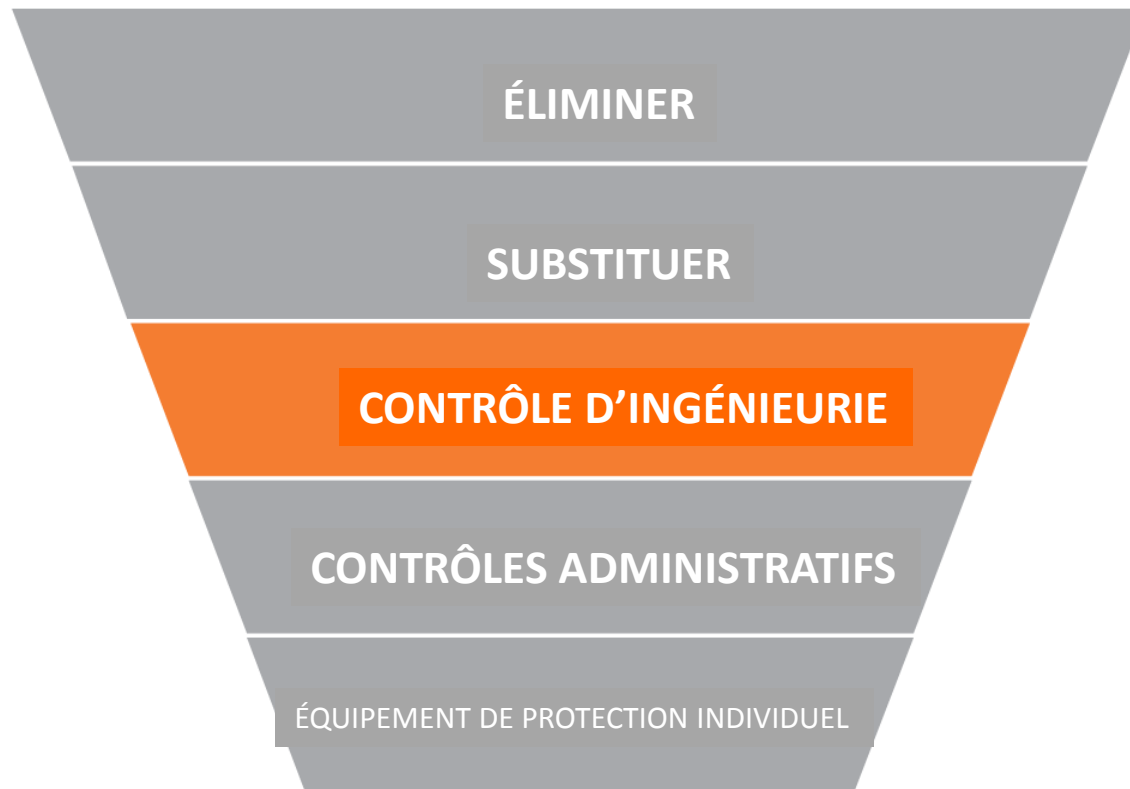 ÉLIMINER
SUBSTITUER
CONTRÔLE D’INGÉNIEURIE
CONTRÔLES ADMINISTRATIFS
ÉQUIPEMENT DE PROTECTION INDIVIDUEL